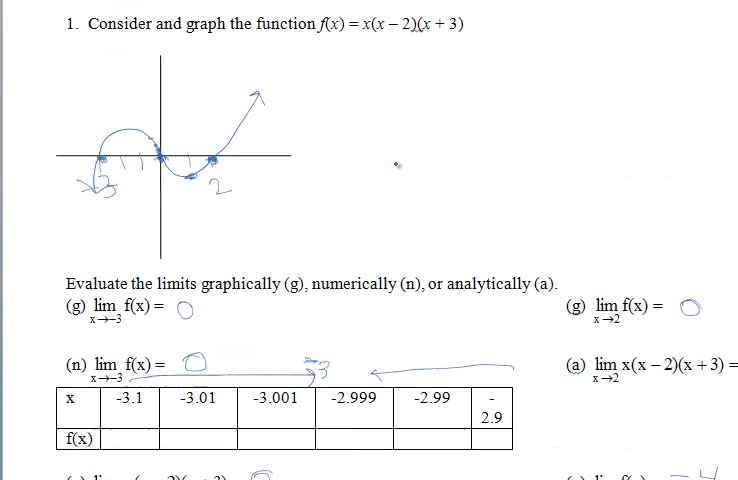 1. Consider and graph the function f(x) = x(x – 2)(x + 3)
-3
2
Evaluate the limits graphically (g), numerically (n), or analytically (a).
(g) lim f(x) = 0
x→-3
(g) lim f(x) = 0
x→2
-3
(n) lim f(x) = 0
x→-3
(a) lim x(x – 2)(x + 3) =
x→2
x -3.1 -3.01 -3.001 -2.999 -2.99 -2.9
f(x)
-4